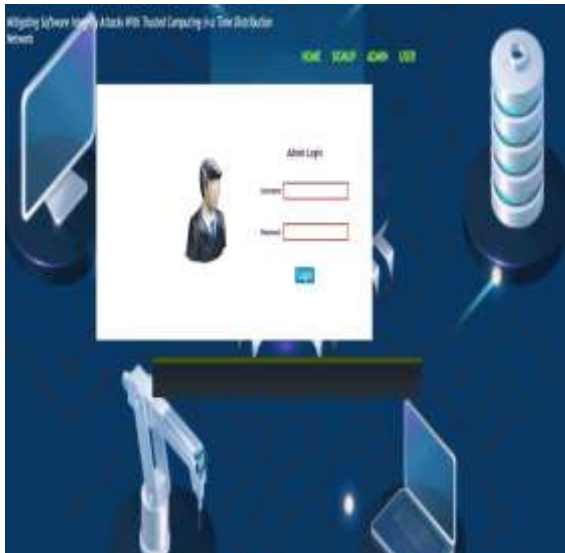 Mitigating Software Integrity Attacks With Trusted Computing in a Time Distribution
Network
HOME SIGNUP ADMIN USER
Admin Login
Username
Password
Login